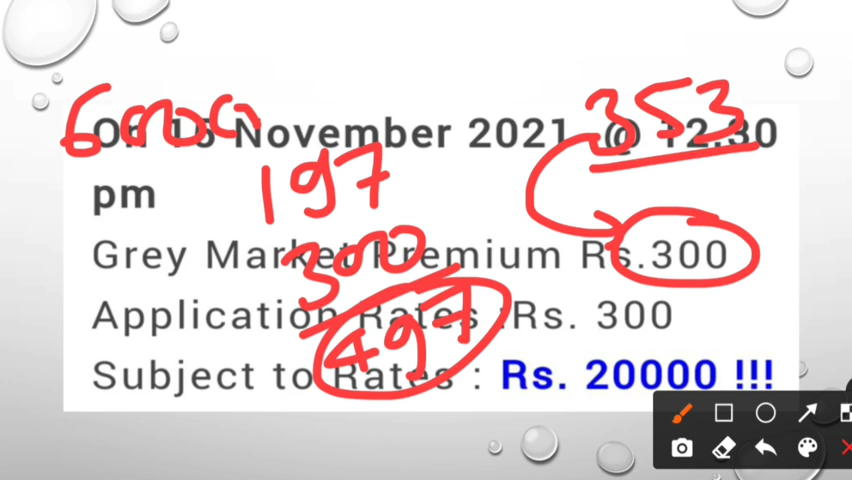 6000
353
On 15 November 2021 @ 12.30
pm
197
Grey Market Premium Rs.300
300
Application Rates :Rs. 300
497
Subject to Rates : Rs. 20000 !!!